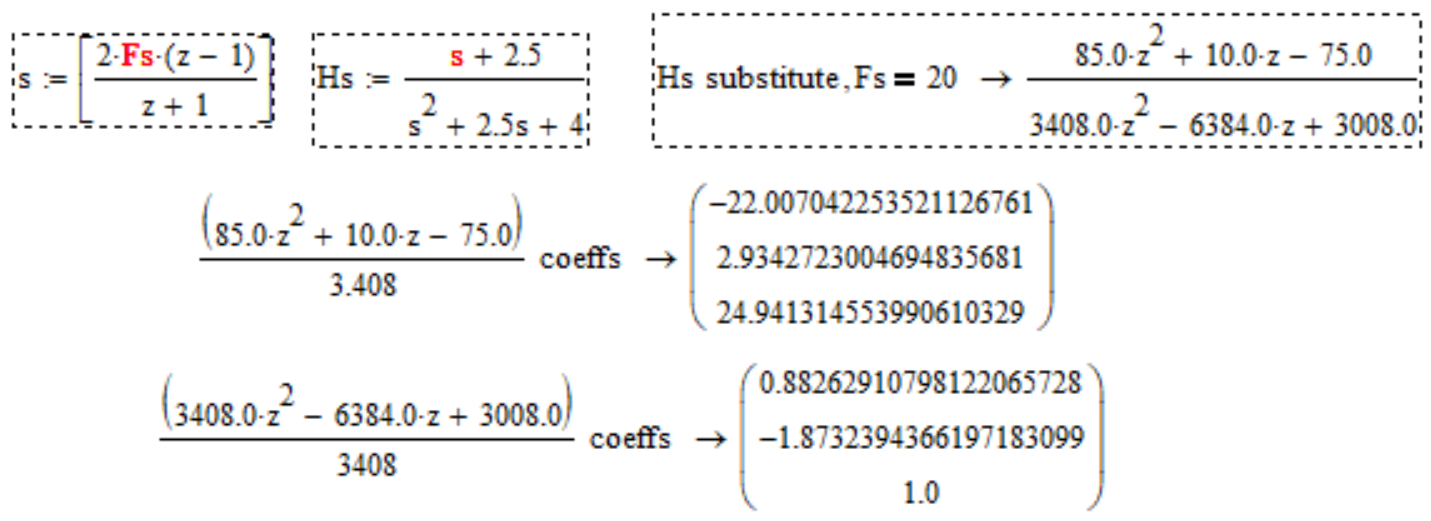 s := [2·Fs·(z − 1) / z + 1]
Hs := s + 2.5 / s^2 + 2.5s + 4
Hs substitute,Fs = 20 → 85.0·z^2 + 10.0·z − 75.0 / 3408.0·z^2 − 6384.0·z + 3008.0
(85.0·z^2 + 10.0·z − 75.0) / 3.408 coeffs → (−22.007042253521126761
2.9342723004694835681
24.941314553990610329)
(3408.0·z^2 − 6384.0·z + 3008.0) / 3408 coeffs → (0.88262910798122065728
−1.8732394366197183099
1.0)